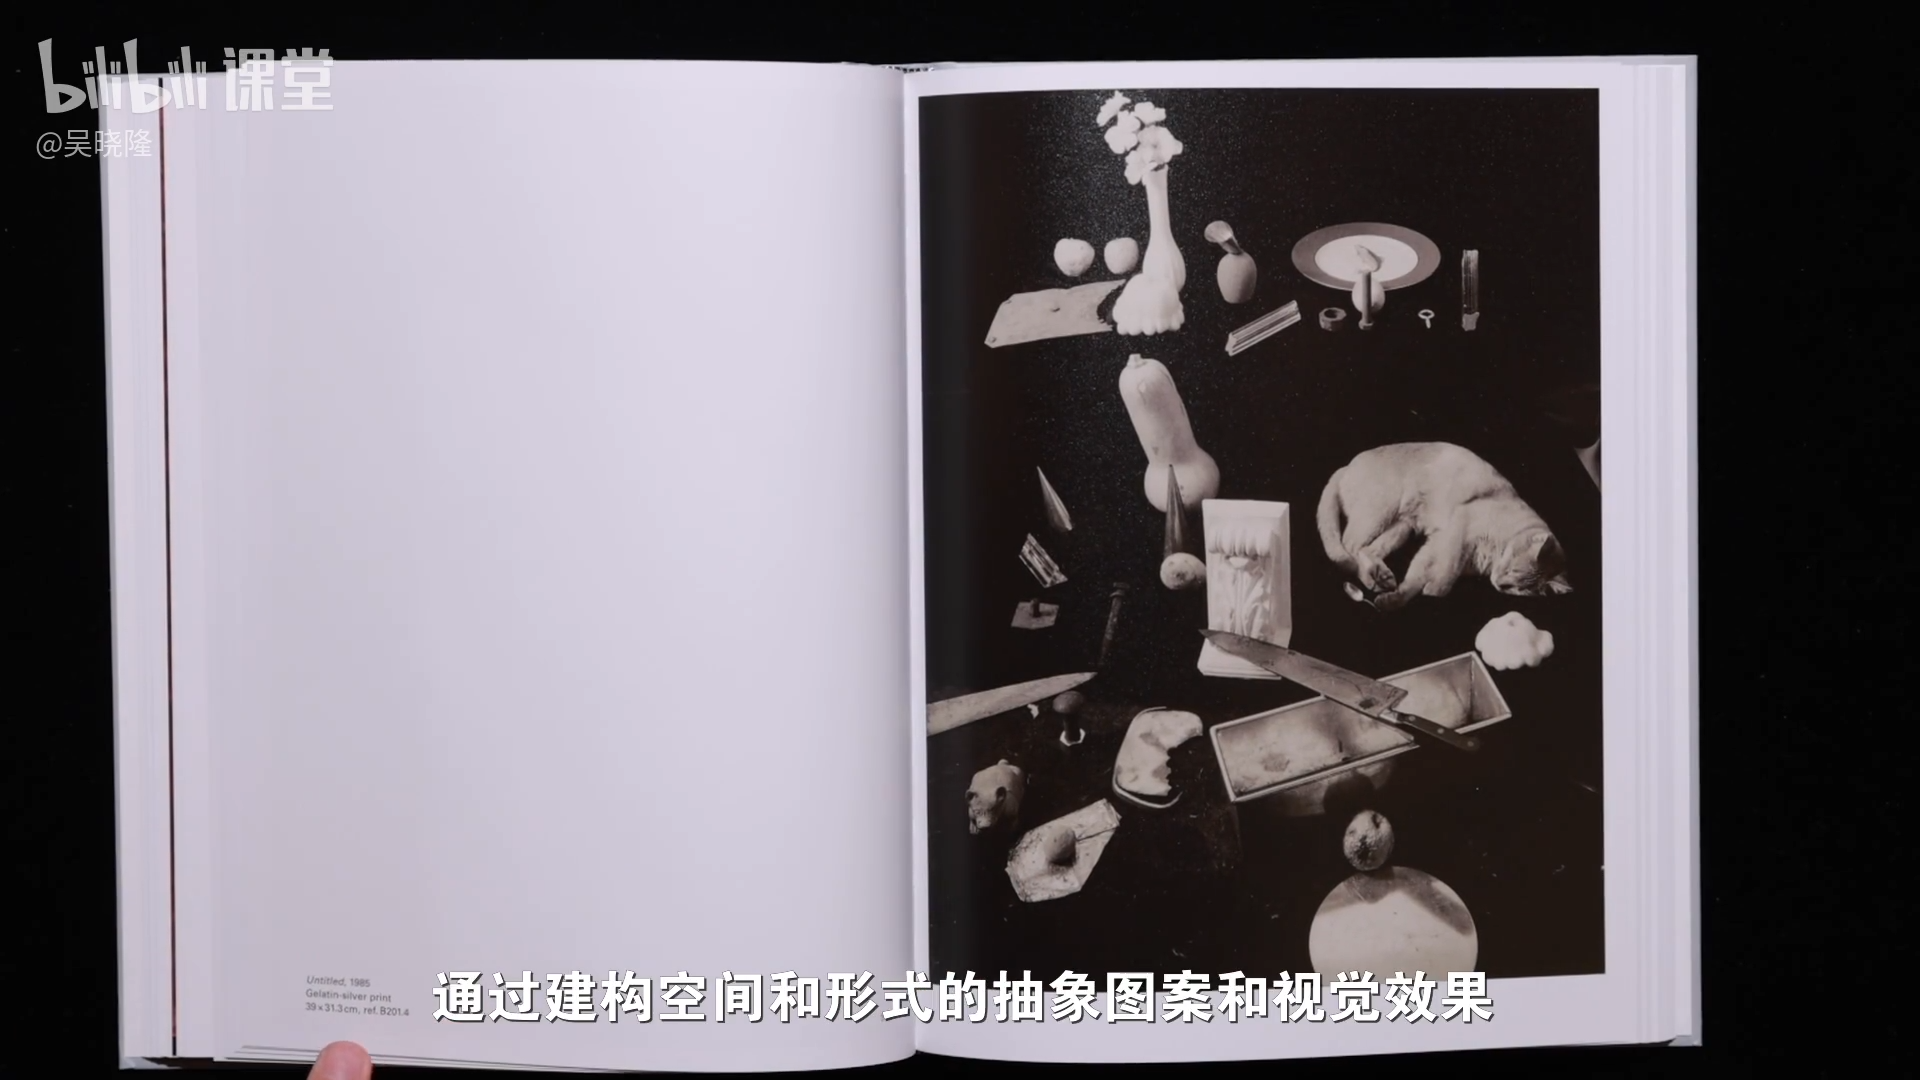 bilibili 课堂
@吴晓隆
Untitled, 1985
Gelatin-silver print
39 x 31.3 cm, ref. B201.4
通过建构空间和形式的抽象图案和视觉效果